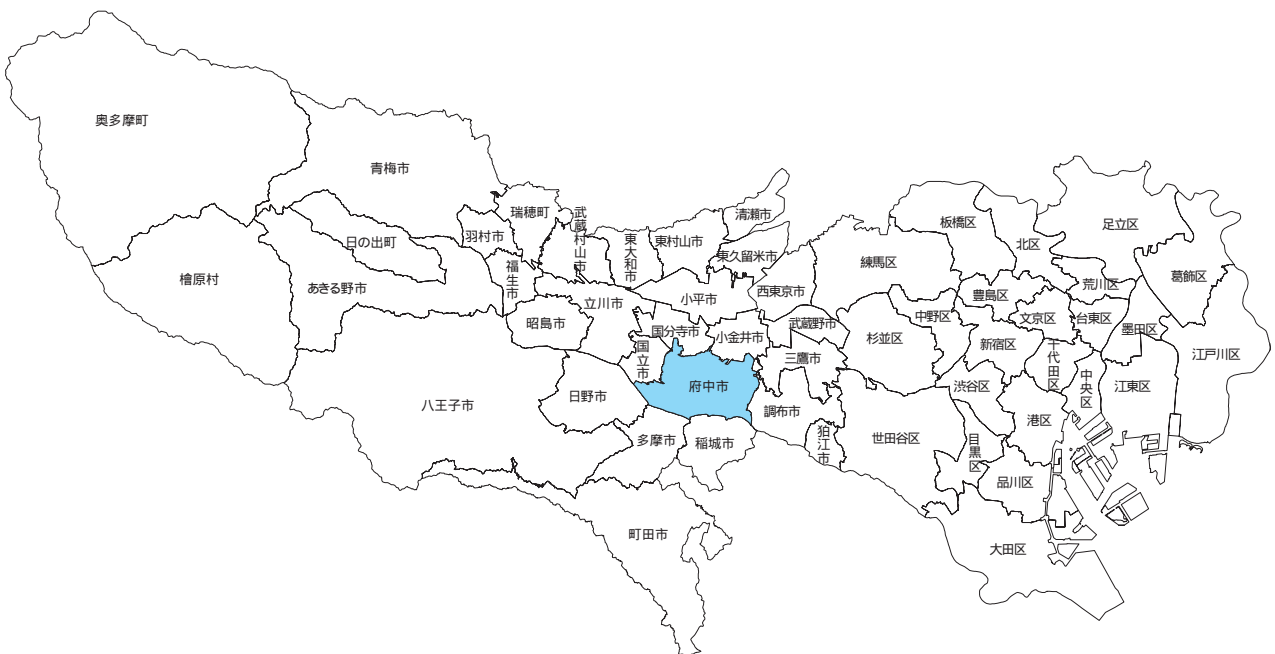 奥多摩町
青梅市
檜原村
日の出町
あきる野市
八王子市
羽村市
瑞穂町
福生市
武蔵村山市
東大和市
東村山市
清瀬市
東久留米市
昭島市
立川市
小平市
西東京市
国分寺市
小金井市
武蔵野市
国立市
府中市
三鷹市
日野市
調布市
多摩市
稲城市
狛江市
町田市
練馬区
板橋区
北区
足立区
葛飾区
荒川区
豊島区
文京区
台東区
墨田区
江戸川区
中野区
杉並区
新宿区
千代田区
中央区
江東区
渋谷区
港区
世田谷区
目黒区
品川区
大田区